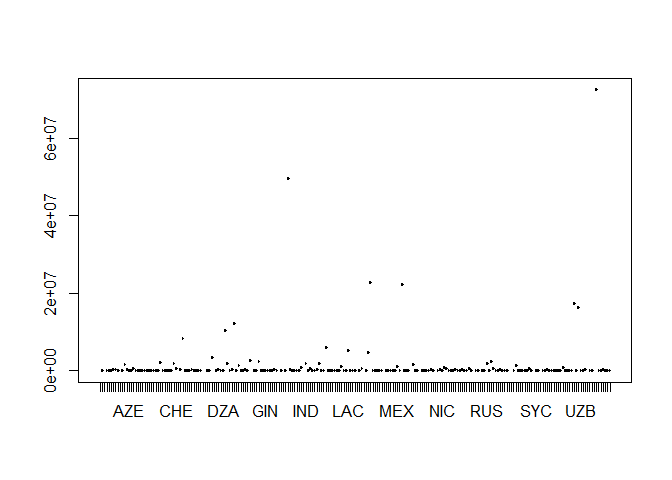 6e+07
4e+07
2e+07
0e+00
AZE CHE DZA GIN IND LAC MEX NIC RUS SYC UZB